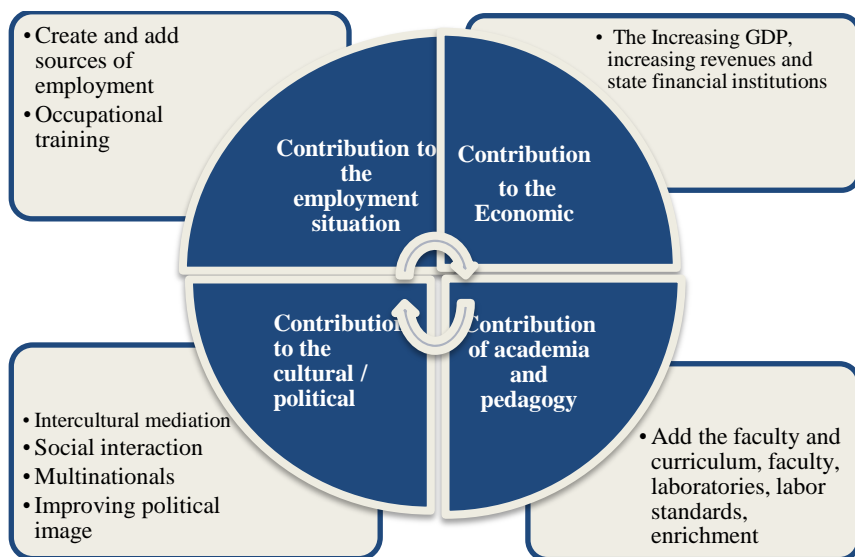 • Create and add
sources of
employment
• Occupational
training
• The Increasing GDP,
increasing revenues and
state financial institutions
Contribution to
the
employment
situation
Contribution
to the
Economic
Contribution
to the
cultural /
political
Contribution
of academia
and
pedagogy
• Intercultural mediation
• Social interaction
• Multinationals
• Improving political
image
• Add the faculty and
curriculum, faculty,
laboratories, labor
standards,
enrichment